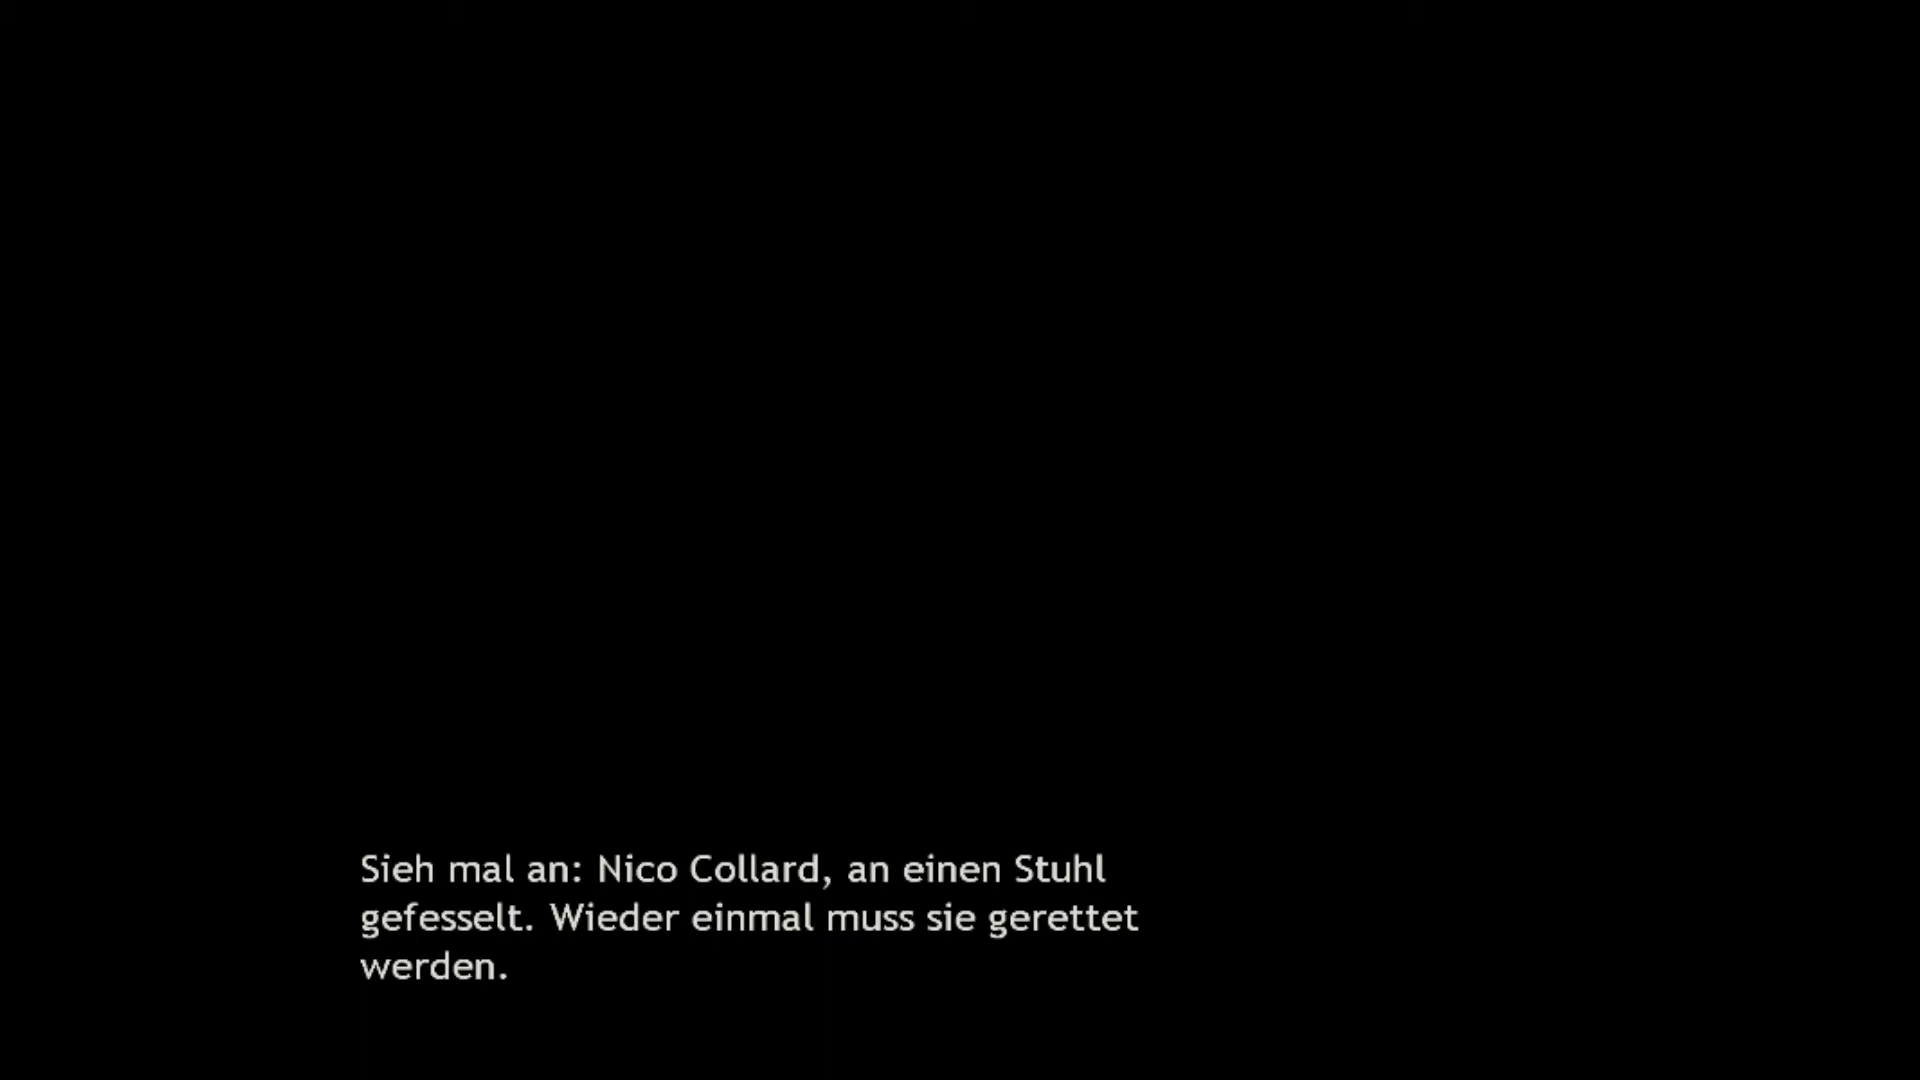 Sieh mal an: Nico Collard, an einen Stuhl
gefesselt. Wieder einmal muss sie gerettet
werden.